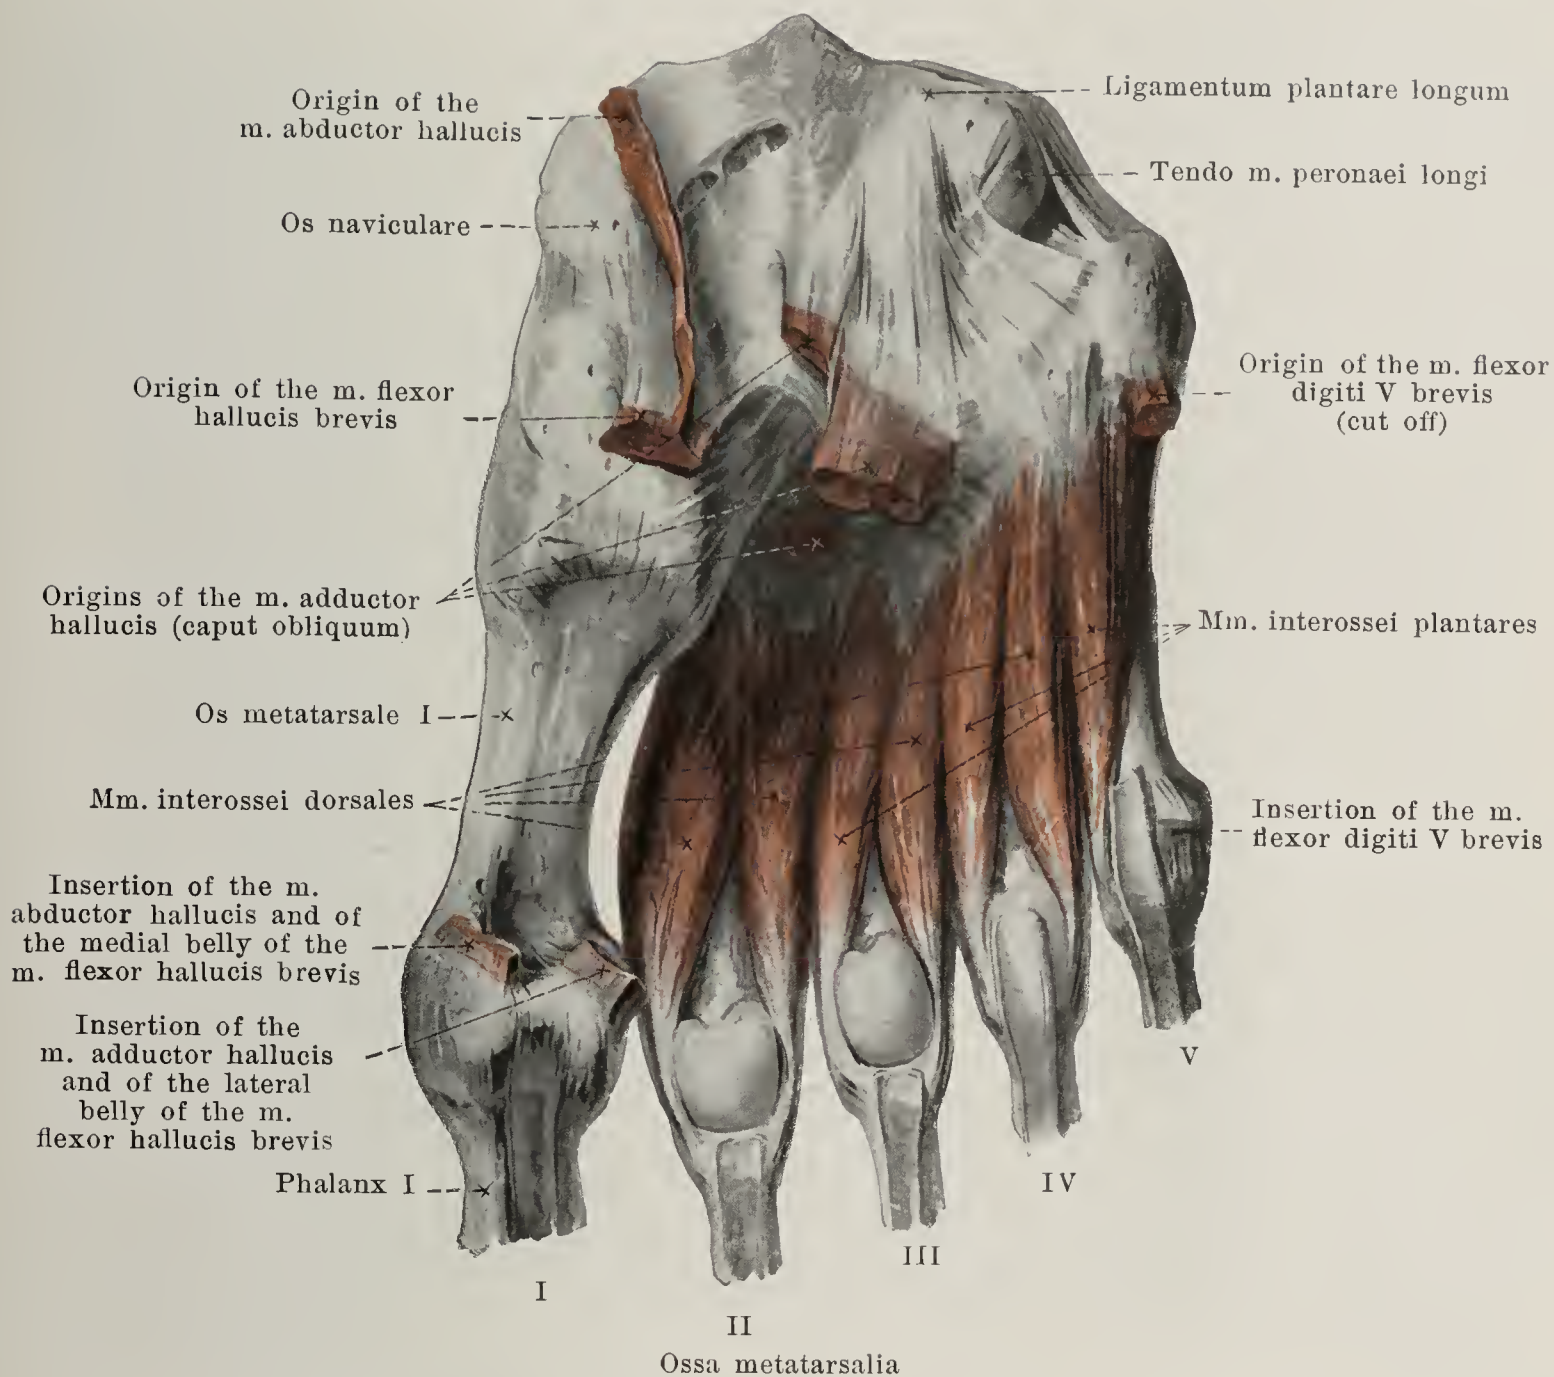 Origin of the
m. abductor hallucis
Os naviculare
Origin of the m. flexor
hallucis brevis
Origins of the m. adductor
hallucis (caput obliquum)
Os metatarsale I
Mm. interossei dorsales
Insertion of the m.
abductor hallucis and of
the medial belly of the
m. flexor hallucis brevis
Insertion of the
m. adductor hallucis
and of the lateral
belly of the m.
flexor hallucis brevis
Phalanx I
Ligamentum plantare longum
Tendo m. peronaei longi
Origin of the m. flexor
digiti V brevis
(cut off)
Mm. interossei plantares
Insertion of the m.
flexor digiti V brevis
V
IV
III
I
II
Ossa metatarsalia